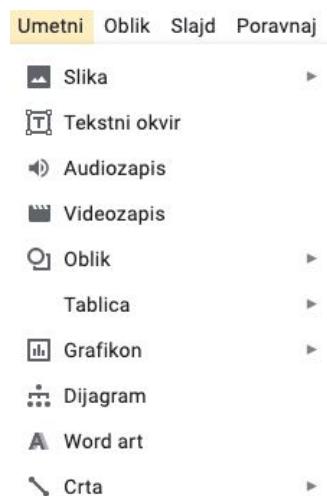 Umetni Oblik Slajd Poravnaj
Slika
Tekstni okvir
Audiozapis
Videozapis
Oblik
Tablica
Grafikon
Dijagram
Word art
Crta